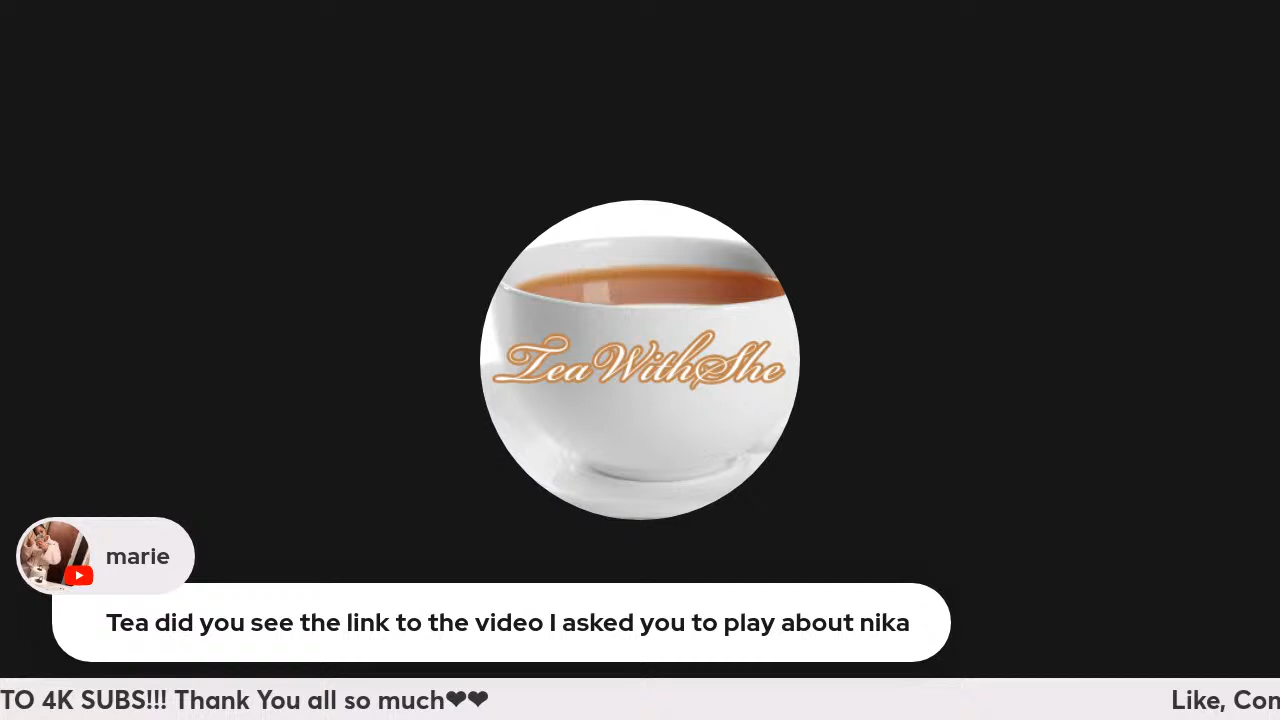 TeaWithShe
marie
Tea did you see the link to the video I asked you to play about nika
TO 4K SUBS!!! Thank You all so much❤❤
Like, Con